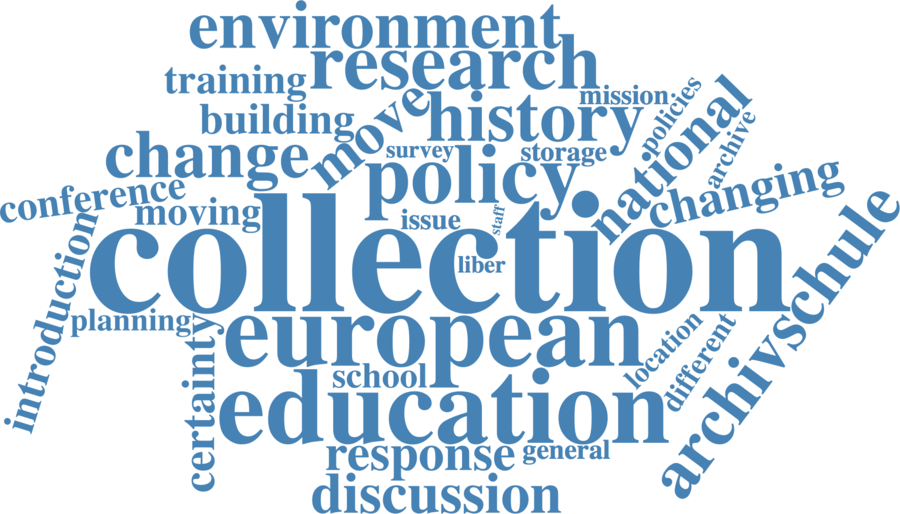 environment
research
training
mission
policies
building
move
history
national
archive
change
survey
storage
policy
changing
conference
moving
issue
staff
collection
liber
introduction
planning
european
archivschule
location
different
certainty
school
education
response
general
discussion